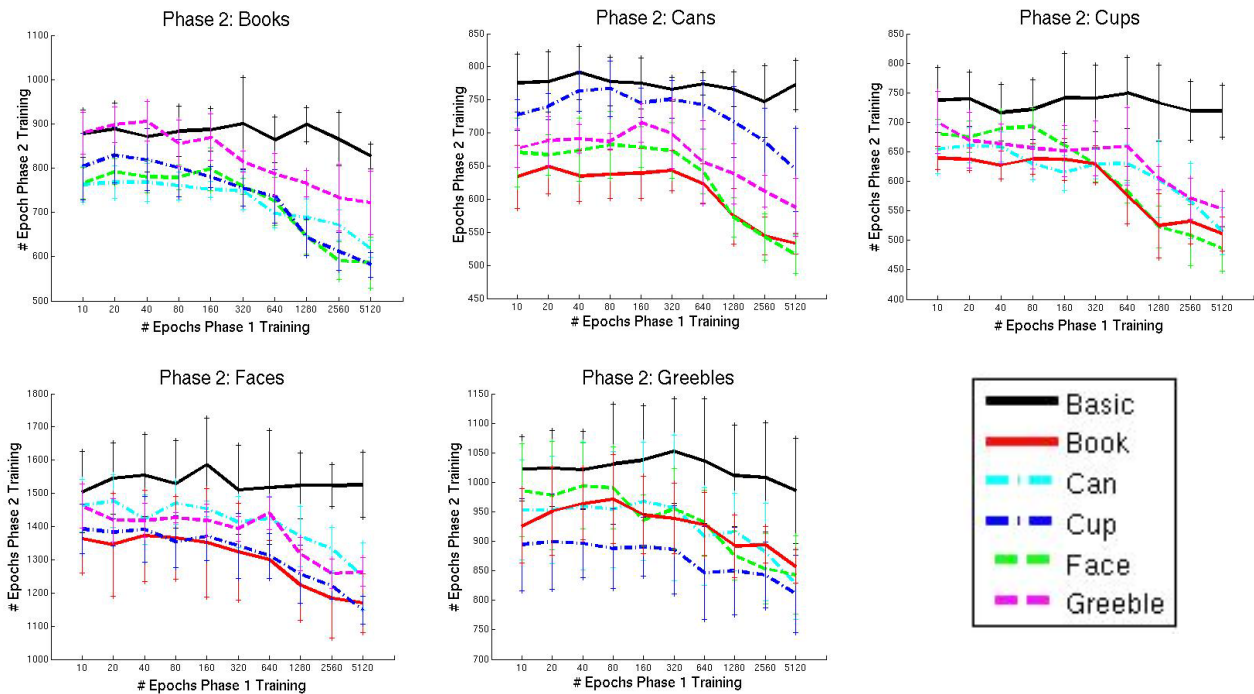 Phase 2: Books
# Epoch Phase 2 Training
1100
1000
900
800
700
600
500
10 20 40 80 160 320 640 1280 2560 5120
# Epochs Phase 1 Training
Phase 2: Cans
# Epochs Phase 2 Training
850
800
750
700
650
600
550
500
450
10 20 40 80 160 320 640 1280 2560 5120
# Epochs Phase 1 Training
Phase 2: Cups
# Epochs Phase 2 Training
850
800
750
700
650
600
550
500
450
400
10 20 40 80 160 320 640 1280 2560 5120
# Epochs Phase 1 Training
Phase 2: Faces
# Epochs Phase 2 Training
1800
1700
1600
1500
1400
1300
1200
1100
1000
10 20 40 80 160 320 640 1280 2560 5120
# Epochs Phase 1 Training
Phase 2: Greebles
# Epochs Phase 2 Training
1150
1100
1050
1000
950
900
850
800
750
700
10 20 40 80 160 320 640 1280 2560 5120
# Epochs Phase 1 Training
Basic
Book
Can
Cup
Face
Greeble